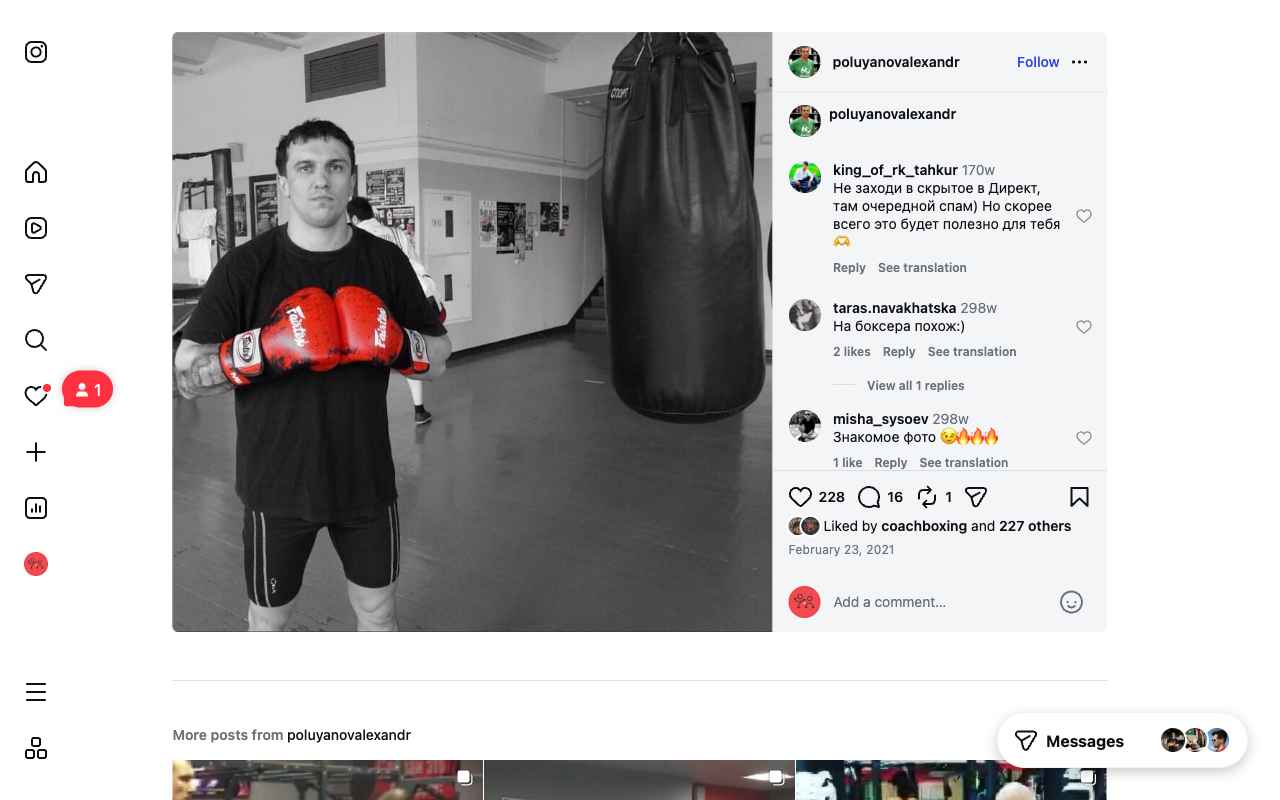 poluyanovalexandr
Follow
poluyanovalexandr
king_of_rk_tahkur 170w
Не заходи в скрытое в Директ,
там очередной спам) Но скорее
всего это будет полезно для тебя
🫶
Reply See translation
taras.navakhatska 298w
На боксера похож:)
2 likes Reply See translation
View all 1 replies
misha_sysoev 298w
Знакомое фото 😉🔥🔥🔥
1 like Reply See translation
228 16 1
Liked by coachboxing and 227 others
February 23, 2021
Add a comment...
1
СПОРТ
Fairtex
Fairtex
More posts from poluyanovalexandr
Messages